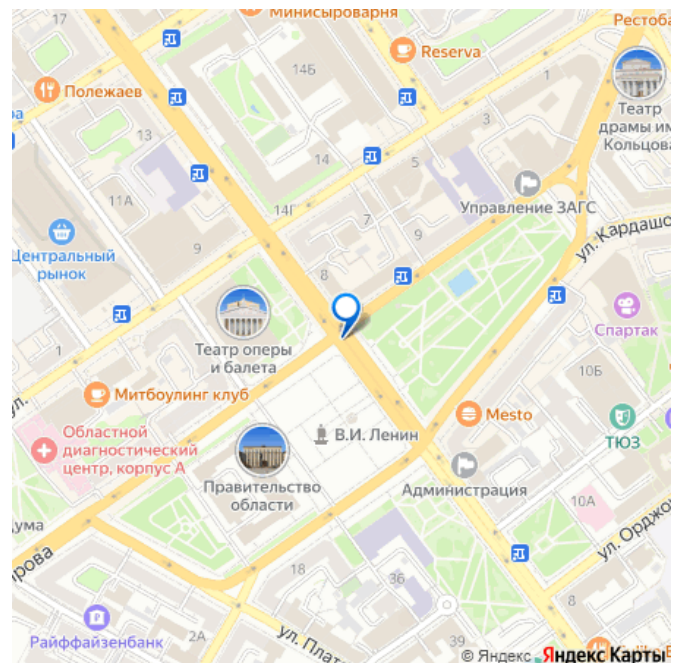 Минисыроварня
Рестоба
Reserva
14Б
1
Полежаев
Театр
драмы им
Кольцова
ра
3
13
14
5
Управление ЗАГС
11А
14Г
7
9
ул. Кардашо
Центральный
рынок
9
8
Спартак
1
Театр оперы
и балета
10Б
Митбоулинг клуб
ул.
Mesto
ТЮЗ
Областной
диагностический
центр, корпус А
В.И. Ленин
Правительство
области
Администрация
10А
ума
ул. Орджо
ирова
18
3б
8
Райффайзенбанк
2А
ул. Плат
39
© Яндекс Яндекс Карты